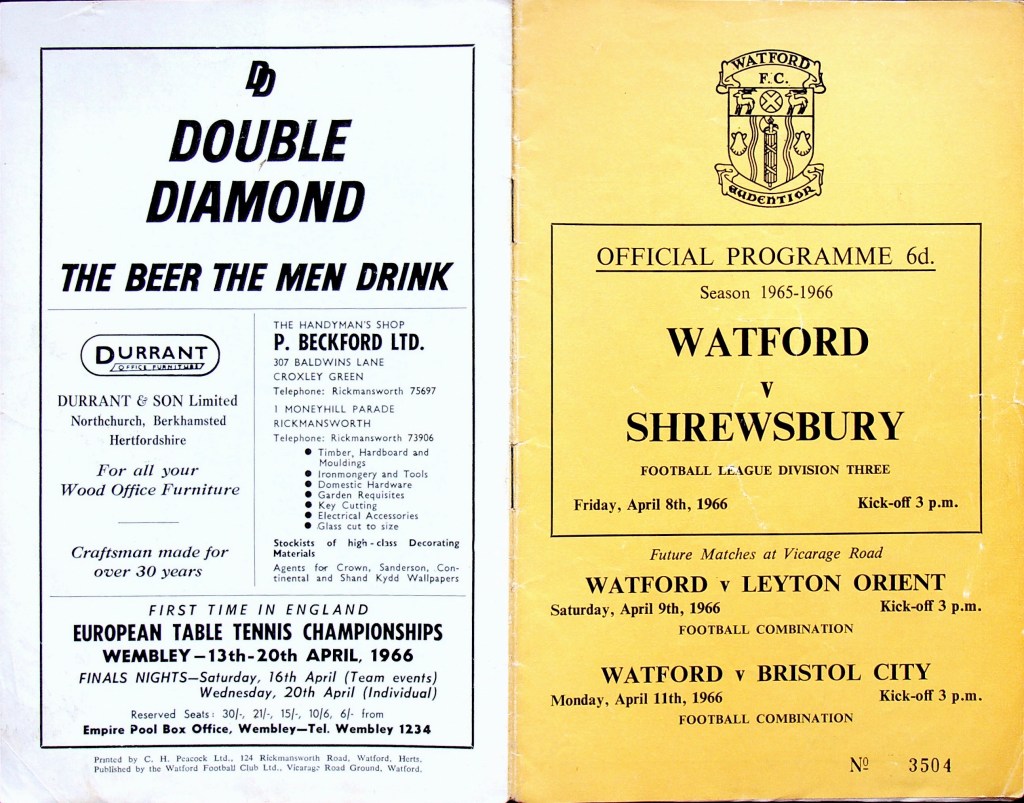 DD
DOUBLE
DIAMOND
THE BEER THE MEN DRINK
DURRANT
OFFICE FURNITURE
DURRANT & SON Limited
Northchurch, Berkhamsted
Hertfordshire
For all your
Wood Office Furniture
Craftsman made for
over 30 years
THE HANDYMAN'S SHOP
P. BECKFORD LTD.
307 BALDWINS LANE
CROXLEY GREEN
Telephone: Rickmansworth 75697
1 MONEYHILL PARADE
RICKMANSWORTH
Telephone: Rickmansworth 73906
● Timber, Hardboard and
Mouldings
● Ironmongery and Tools
● Domestic Hardware
● Garden Requisites
● Key Cutting
● Electrical Accessories
● Glass cut to size
Stockists of high-class Decorating
Materials
Agents for Crown, Sanderson, Con-
tinental and Shand Kydd Wallpapers
FIRST TIME IN ENGLAND
EUROPEAN TABLE TENNIS CHAMPIONSHIPS
WEMBLEY—13th-20th APRIL, 1966
FINALS NIGHTS—Saturday, 16th April (Team events)
Wednesday, 20th April (Individual)
Reserved Seats: 30/-, 21/-, 15/-, 10/6, 6/- from
Empire Pool Box Office, Wembley—Tel. Wembley 1234
Printed by C. H. Peacock Ltd., 124 Rickmansworth Road, Watford, Herts.
Published by the Watford Football Club Ltd., Vicarage Road Ground, Watford.
WATFORD
F.C.
AUDENTIOR
OFFICIAL PROGRAMME 6d.
Season 1965-1966
WATFORD
v
SHREWSBURY
FOOTBALL LEAGUE DIVISION THREE
Friday, April 8th, 1966 Kick-off 3 p.m.
Future Matches at Vicarage Road
WATFORD v LEYTON ORIENT
Saturday, April 9th, 1966 Kick-off 3 p.m.
FOOTBALL COMBINATION
WATFORD v BRISTOL CITY
Monday, April 11th, 1966 Kick-off 3 p.m.
FOOTBALL COMBINATION
Nº 3504